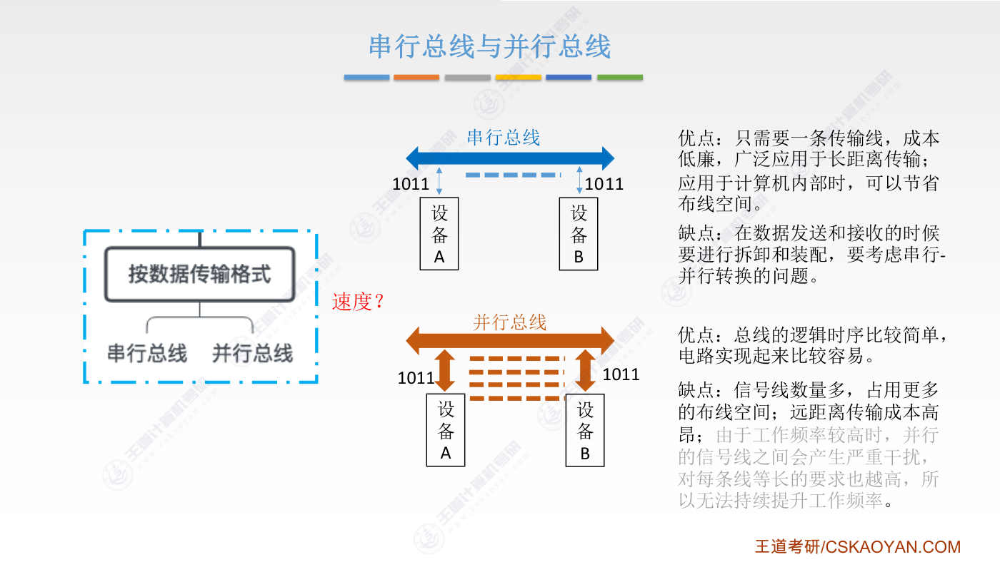 串行总线与并行总线
串行总线
1011
1011
设
备
A
设
备
B
优点：只需要一条传输线，成本
低廉，广泛应用于长距离传输；
应用于计算机内部时，可以节省
布线空间。
缺点：在数据发送和接收的时候
要进行拆卸和装配，要考虑串行-
并行转换的问题。
按数据传输格式
串行总线 并行总线
速度？
并行总线
1011
1011
设
备
A
设
备
B
优点：总线的逻辑时序比较简单，
电路实现起来比较容易。
缺点：信号线数量多，占用更多
的布线空间；远距离传输成本高
昂；由于工作频率较高时，并行
的信号线之间会产生严重干扰，
对每条线等长的要求也越高，所
以无法持续提升工作频率。
王道考研/CSKAOYAN.COM